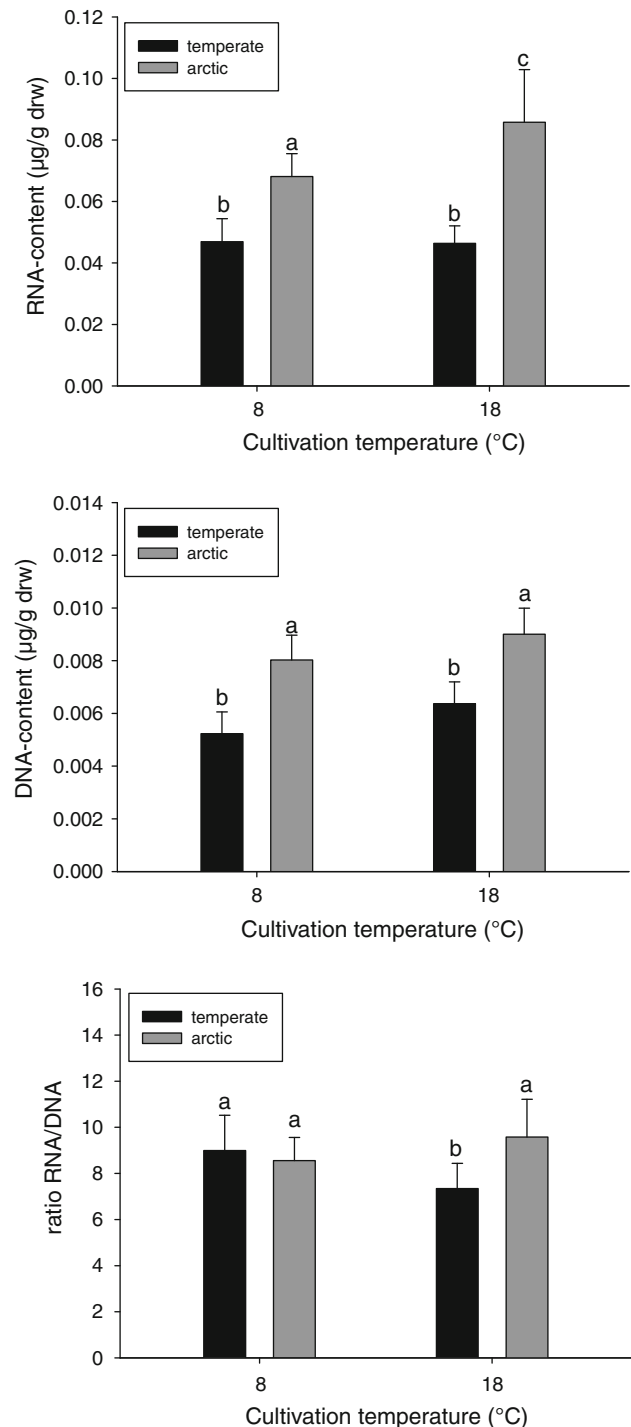 0.12
temperate
arctic
c
0.10
a
0.08
0.06
b
b
0.04
0.02
0.00
RNA-content (µg/g drw)
8
18
Cultivation temperature (°C)
0.014
temperate
arctic
0.012
0.010
a
a
0.008
b
b
0.006
0.004
0.002
0.000
DNA-content (µg/g drw)
8
18
Cultivation temperature (°C)
16
temperate
arctic
14
12
a
a
a
10
b
8
6
4
2
0
ratio RNA/DNA
8
18
Cultivation temperature (°C)